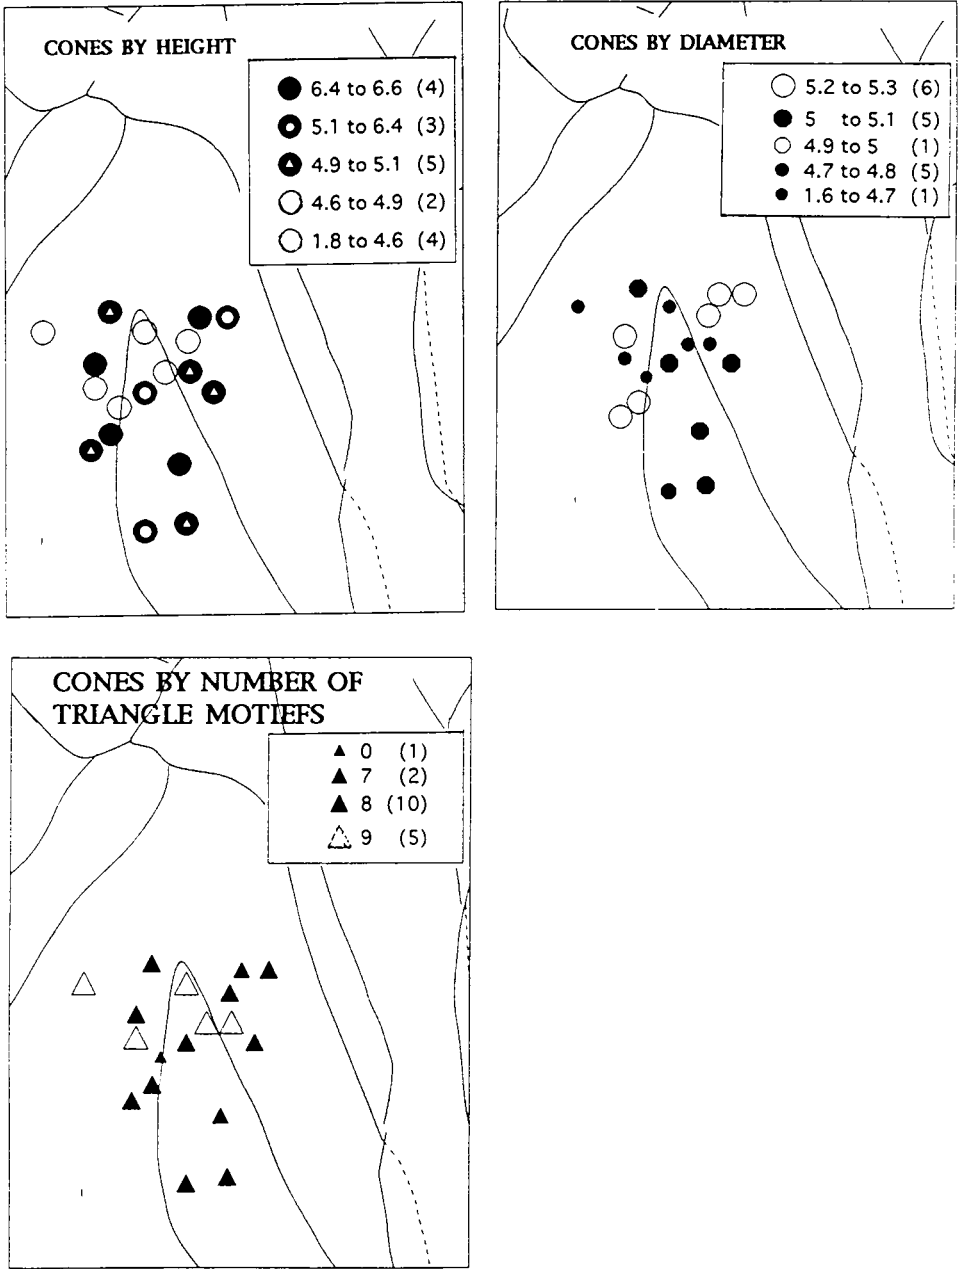 CONES BY HEIGHT
6.4 to 6.6 (4)
5.1 to 6.4 (3)
4.9 to 5.1 (5)
4.6 to 4.9 (2)
1.8 to 4.6 (4)
CONES BY DIAMETER
5.2 to 5.3 (6)
5 to 5.1 (5)
4.9 to 5 (1)
4.7 to 4.8 (5)
1.6 to 4.7 (1)
CONES BY NUMBER OF
TRIANGLE MOTIEFS
0 (1)
7 (2)
8 (10)
9 (5)